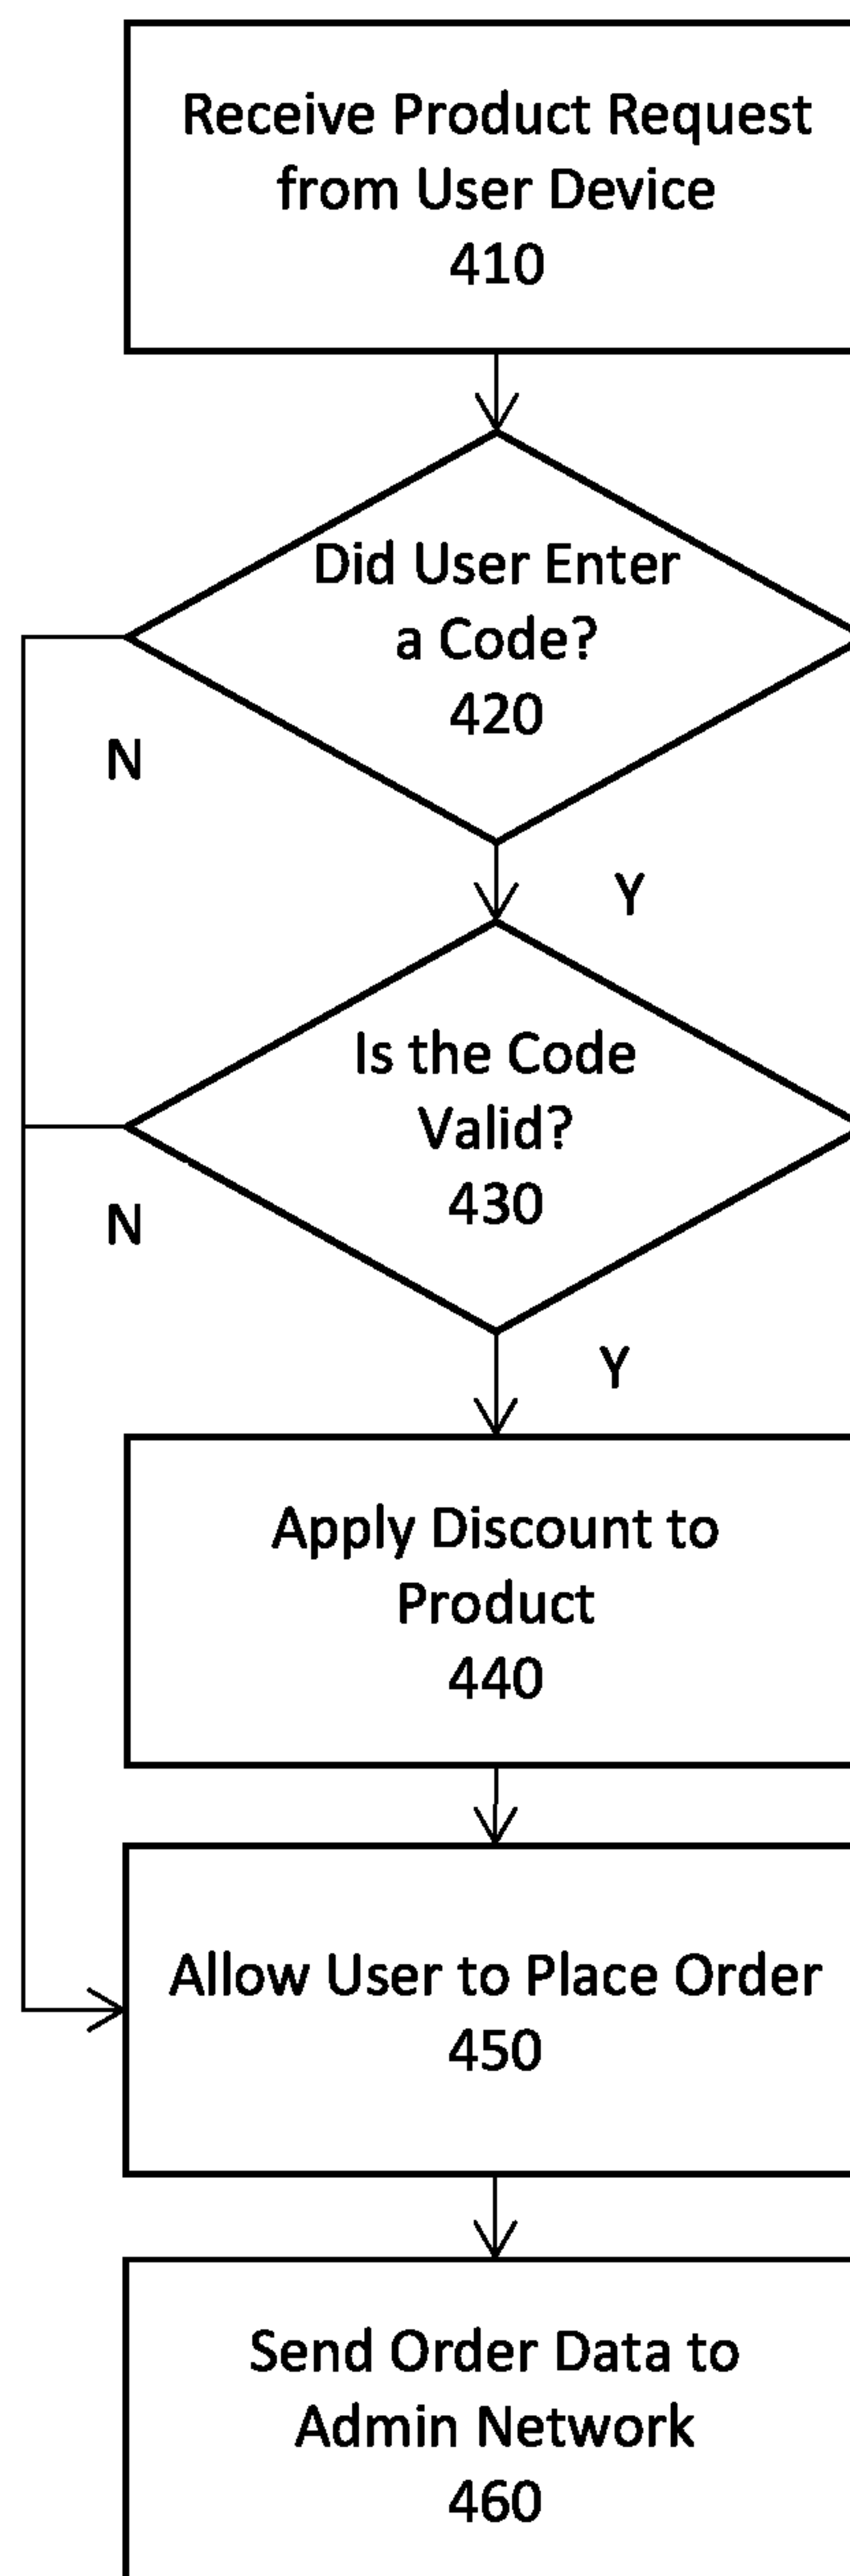 Receive Product Request
from User Device
410
Did User Enter
a Code?
420
N
Y
Is the Code
Valid?
430
N
Y
Apply Discount to
Product
440
Allow User to Place Order
450
Send Order Data to
Admin Network
460